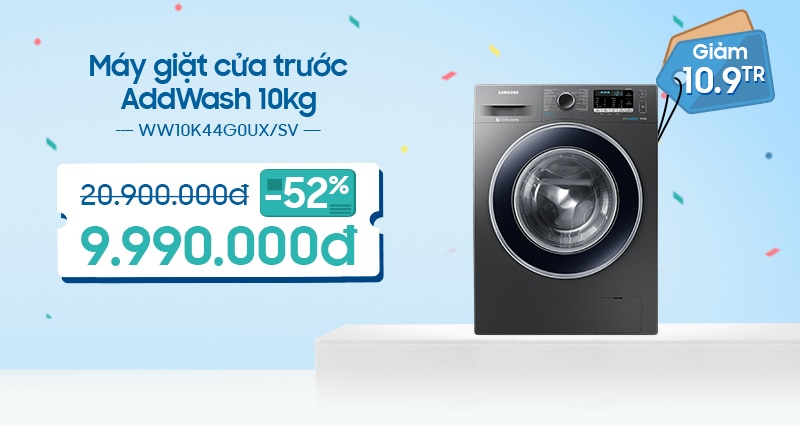 Máy giặt cửa trước
AddWash 10kg
WW10K44G0UX/SV
20.900.000đ
-52%
9.990.000đ
Giảm
10.9TR
SAMSUNG